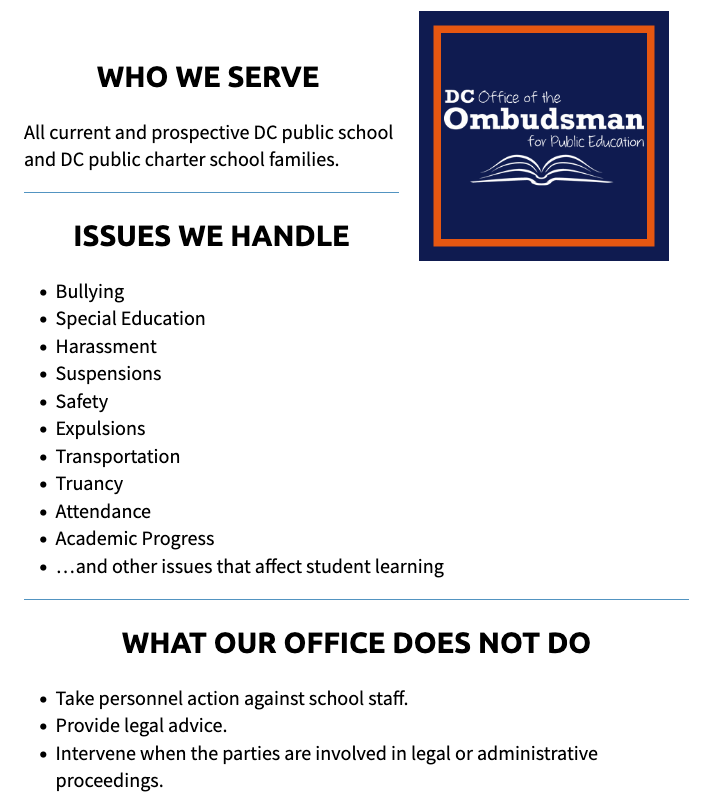 WHO WE SERVE
All current and prospective DC public school
and DC public charter school families.
DC Office of the
Ombudsman
for Public Education
ISSUES WE HANDLE
• Bullying
• Special Education
• Harassment
• Suspensions
• Safety
• Expulsions
• Transportation
• Truancy
• Attendance
• Academic Progress
• …and other issues that affect student learning
WHAT OUR OFFICE DOES NOT DO
• Take personnel action against school staff.
• Provide legal advice.
• Intervene when the parties are involved in legal or administrative
proceedings.